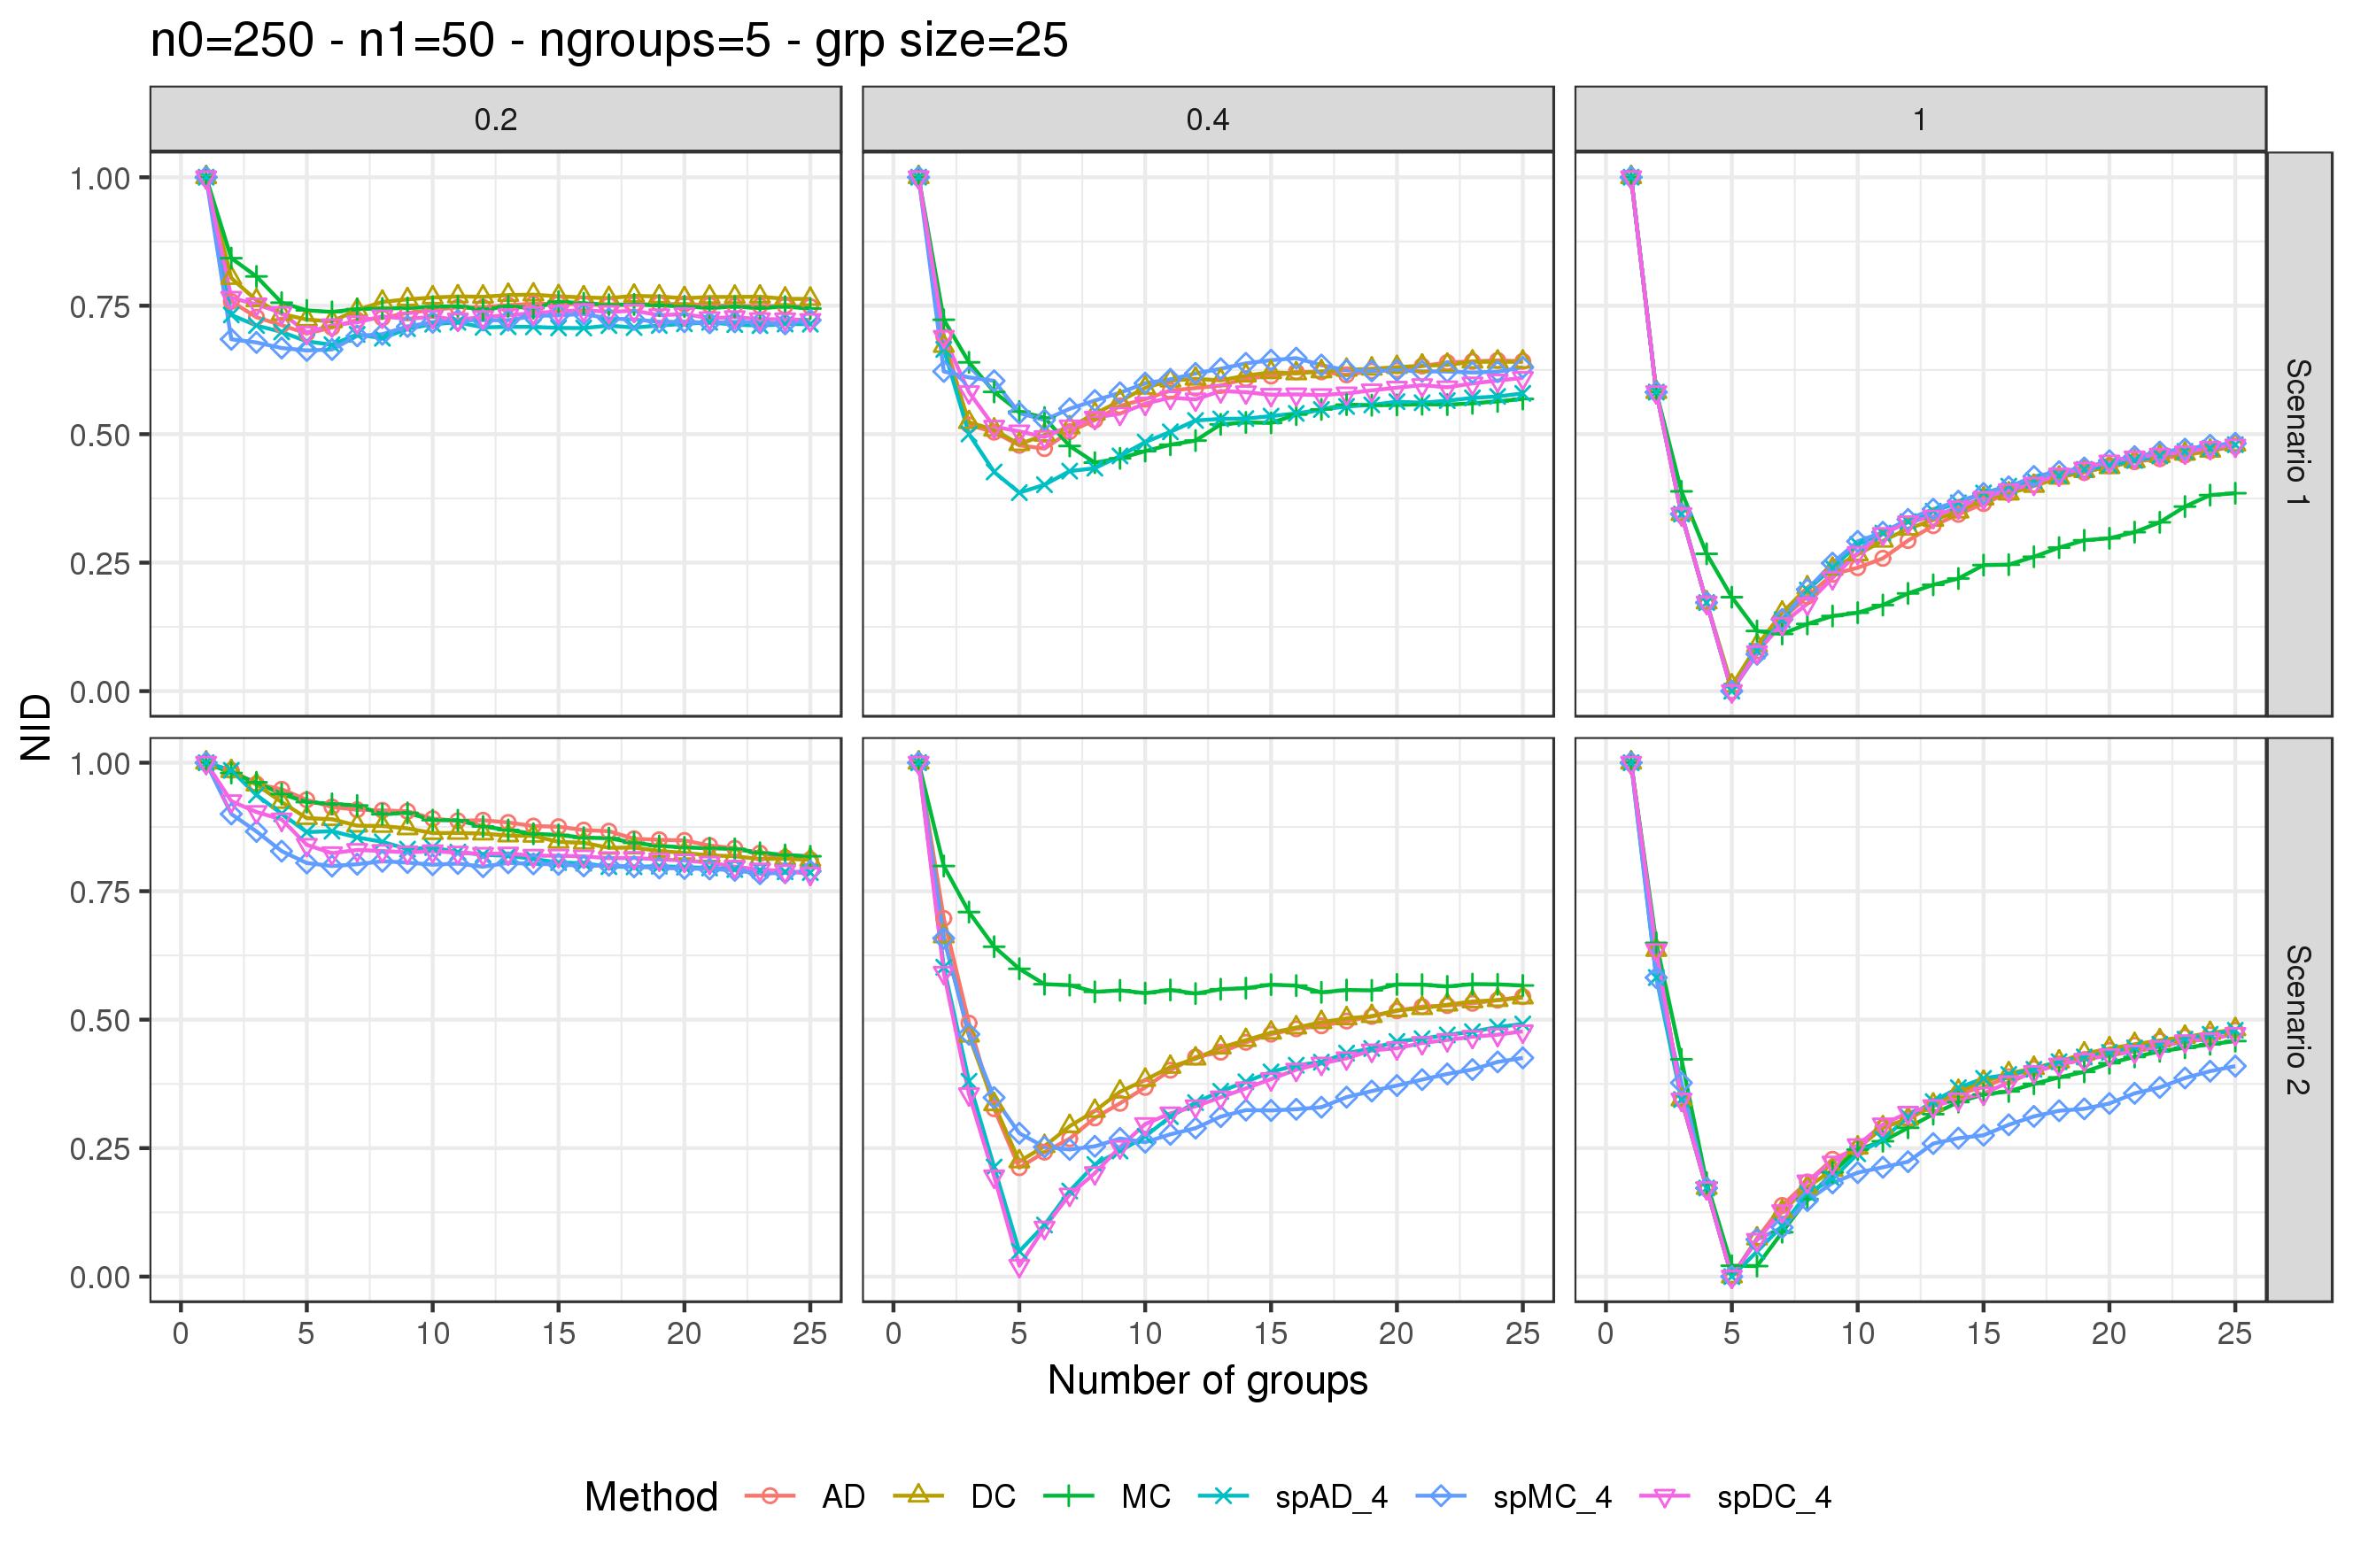 n0=250 - n1=50 - ngroups=5 - grp size=25
0.2 0.4 1
1.00
0.75
0.50
0.25
0.00
Scenario 1
NID
1.00
0.75
0.50
0.25
0.00
Scenario 2
0 5 10 15 20 25 0 5 10 15 20 25 0 5 10 15 20 25
Number of groups
Method AD DC MC spAD_4 spMC_4 spDC_4